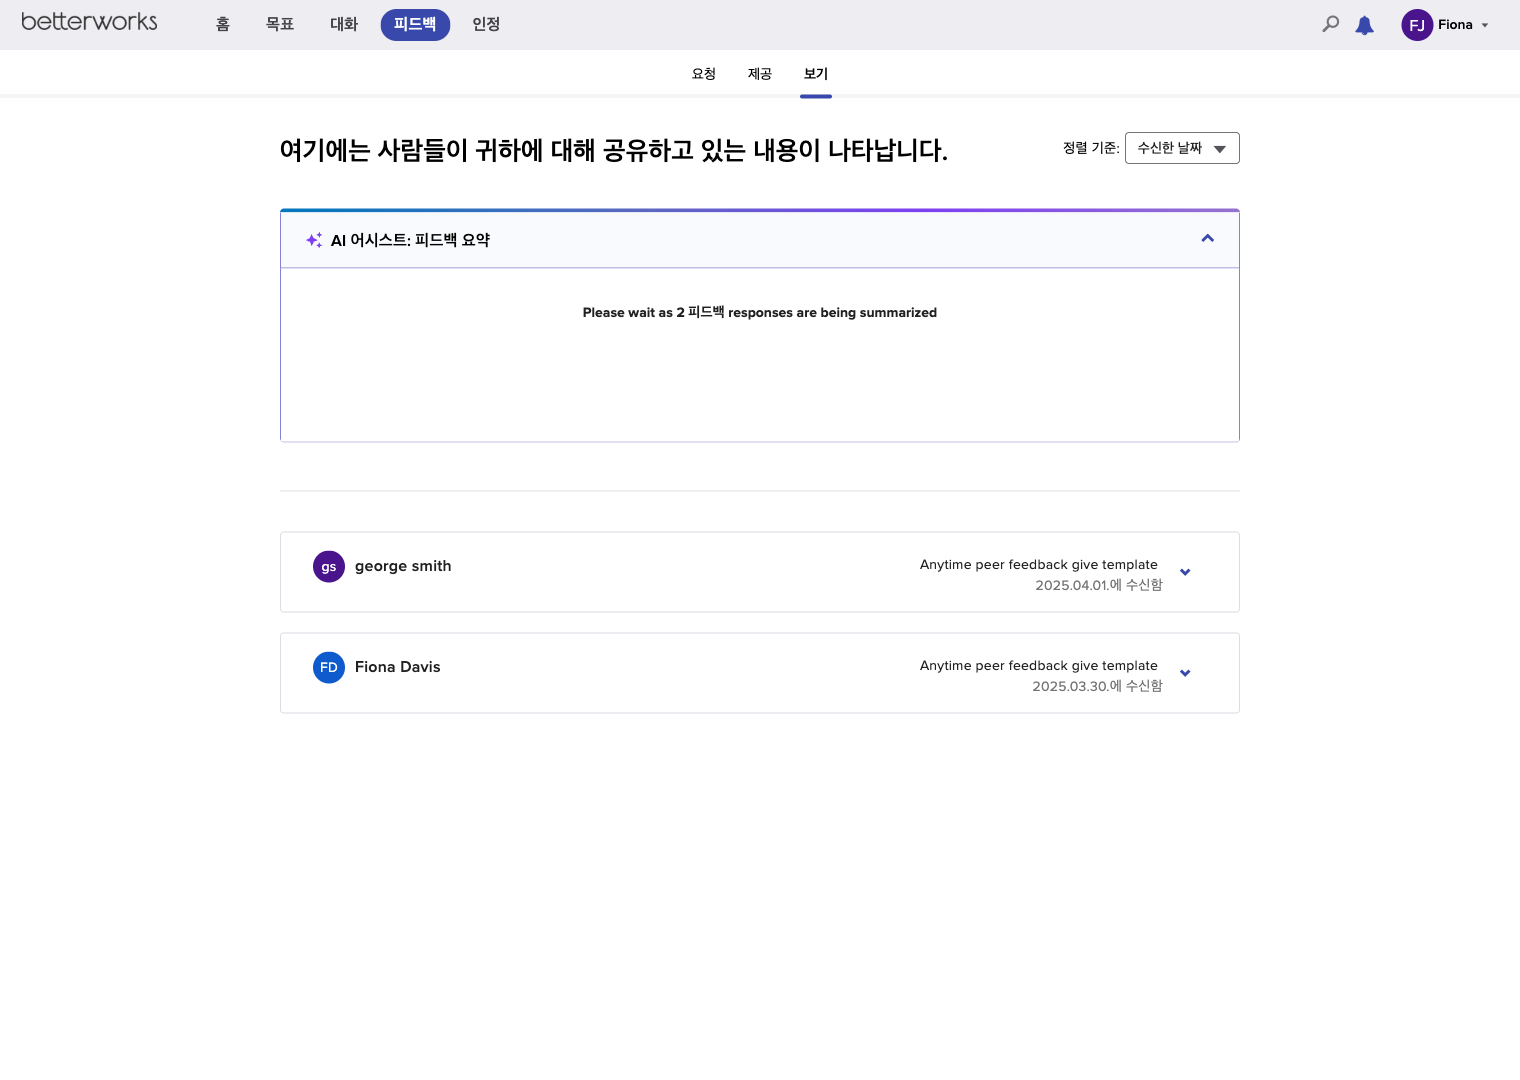 betterworks 홈 목표 대화 피드백 인정 FJ Fiona
요청 제공 보기
여기에는 사람들이 귀하에 대해 공유하고 있는 내용이 나타납니다.
정렬 기준: 수신한 날짜
AI 어시스트: 피드백 요약
Please wait as 2 피드백 responses are being summarized
gs george smith
Anytime peer feedback give template
2025.04.01.에 수신함
FD Fiona Davis
Anytime peer feedback give template
2025.03.30.에 수신함